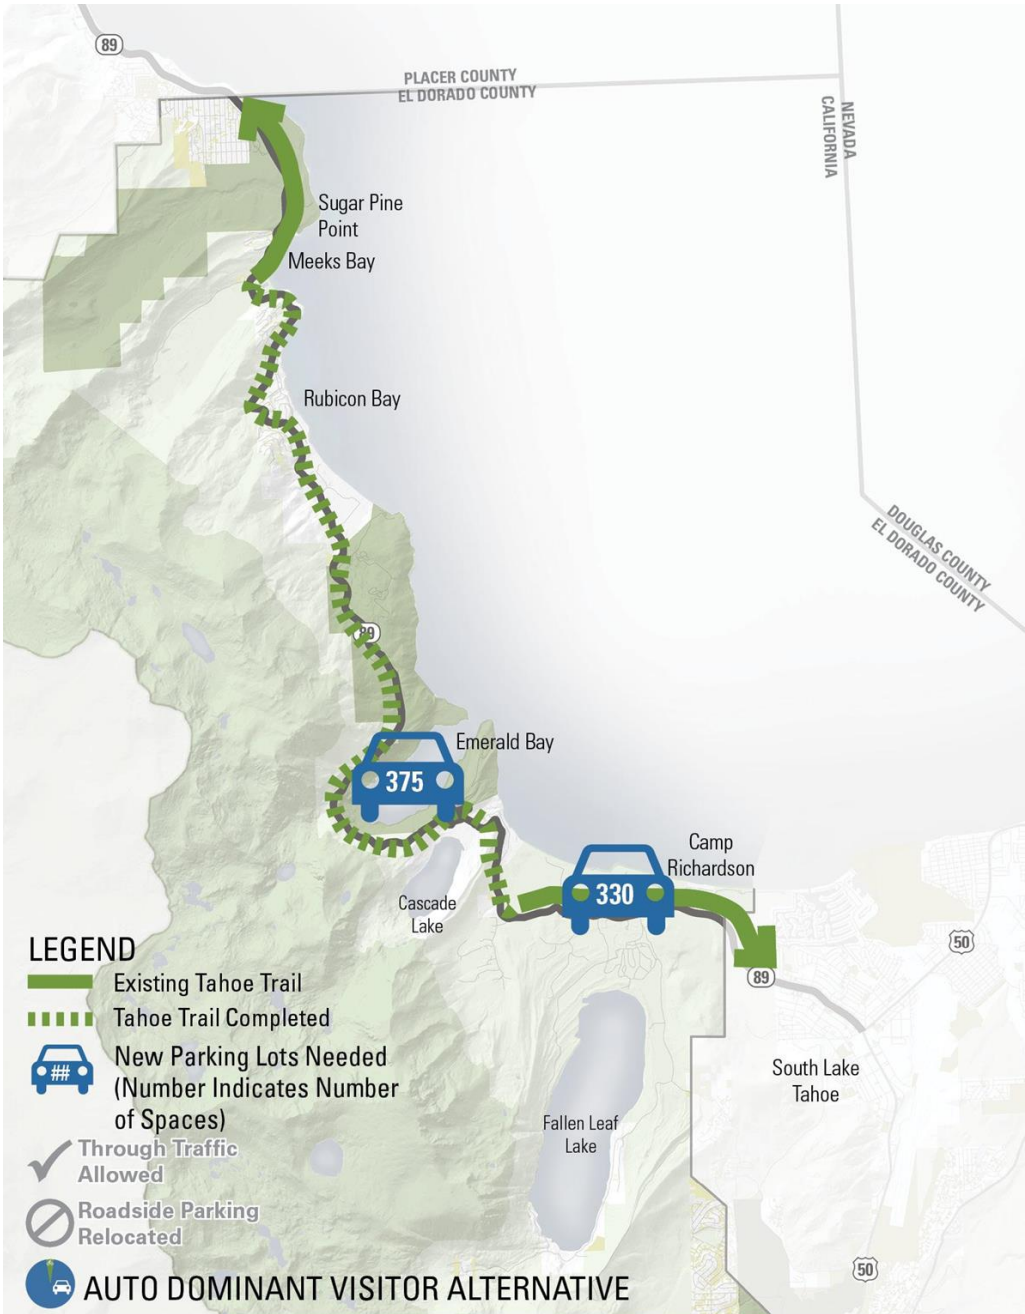 89
PLACER COUNTY
EL DORADO COUNTY
NEVADA
CALIFORNIA
Sugar Pine
Point
Meeks Bay
Rubicon Bay
DOUGLAS COUNTY
EL DORADO COUNTY
89
Emerald Bay
375
Camp
Richardson
330
Cascade
Lake
50
89
South Lake
Tahoe
Fallen Leaf
Lake
50
LEGEND
Existing Tahoe Trail
Tahoe Trail Completed
##
New Parking Lots Needed
(Number Indicates Number
of Spaces)
Through Traffic
Allowed
Roadside Parking
Relocated
AUTO DOMINANT VISITOR ALTERNATIVE